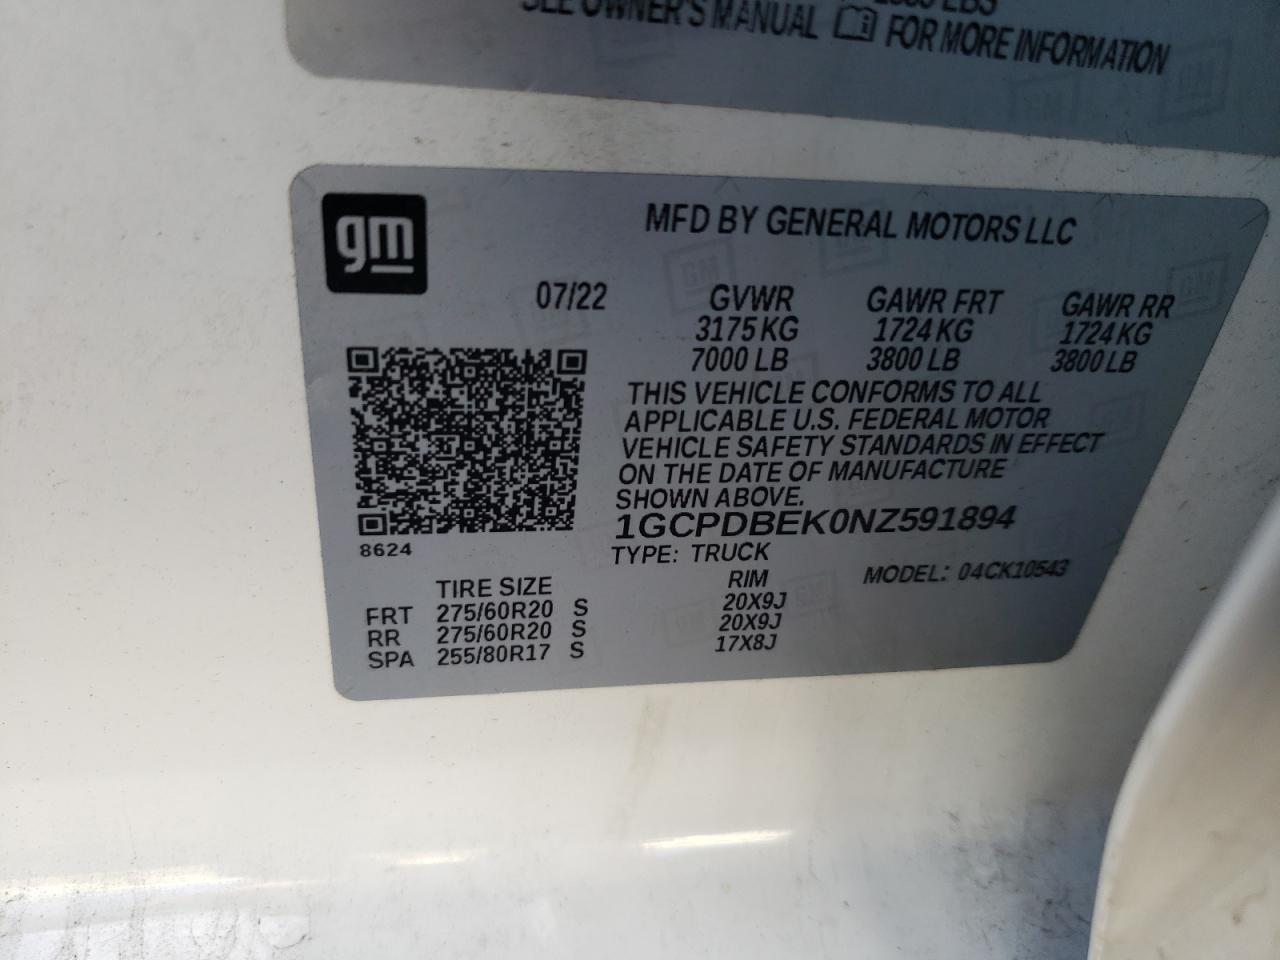 SEE OWNER'S MANUAL FOR MORE INFORMATION
gm
MFD BY GENERAL MOTORS LLC
07/22 GVWR GAWR FRT GAWR RR
3175 KG 1724 KG 1724 KG
7000 LB 3800 LB 3800 LB
THIS VEHICLE CONFORMS TO ALL
APPLICABLE U.S. FEDERAL MOTOR
VEHICLE SAFETY STANDARDS IN EFFECT
ON THE DATE OF MANUFACTURE
SHOWN ABOVE.
1GCPDBEK0NZ591894
8624
TYPE: TRUCK MODEL: 04CK10543
TIRE SIZE RIM
FRT 275/60R20 S 20X9J
RR 275/60R20 S 20X9J
SPA 255/80R17 S 17X8J